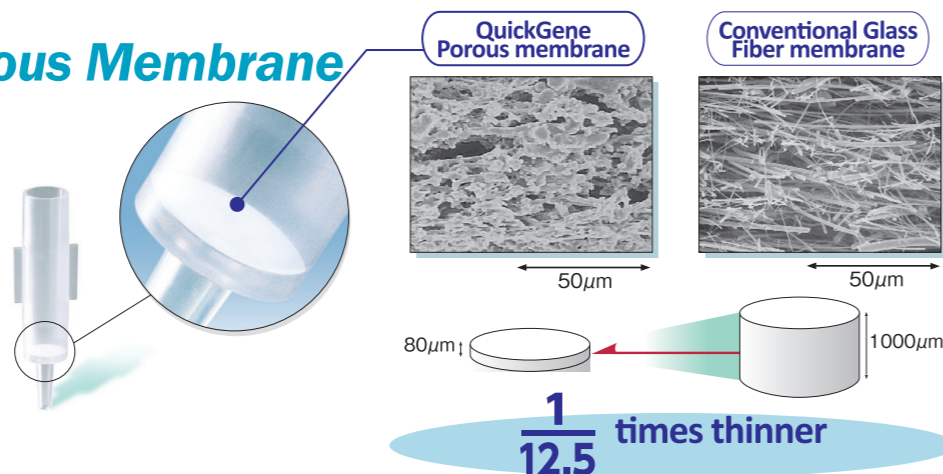 ous Membrane
QuickGene
Porous membrane
Conventional Glass
Fiber membrane
50μm
50μm
80μm
1000μm
1
12.5
times thinner